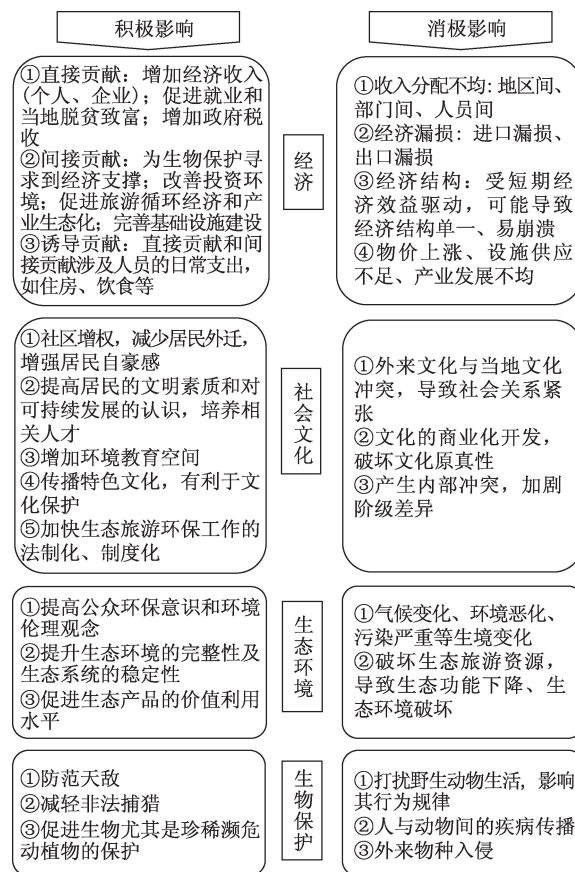 积极影响
消极影响
①直接贡献：增加经济收入
(个人、企业)；促进就业和
当地脱贫致富；增加政府税
收
②间接贡献：为生物保护寻
求到经济支撑；改善投资环
境；促进旅游循环经济和产
业生态化；完善基础设施建设
③诱导贡献：直接贡献和间
接贡献涉及人员的日常支出，
如住房、饮食等
经济
①收入分配不均：地区间、
部门间、人员间
②经济漏损：进口漏损、
出口漏损
③经济结构：受短期经
济效益驱动，可能导致
经济结构单一、易崩溃
④物价上涨、设施供应
不足、产业发展不均
①社区增权，减少居民外迁，
增强居民自豪感
②提高居民的文明素质和对
可持续发展的认识，培养相
关人才
③增加环境教育空间
④传播特色文化，有利于文
化保护
⑤加快生态旅游环保工作的
法制化、制度化
社会文化
①外来文化与当地文化
冲突，导致社会关系紧
张
②文化的商业化开发，
破坏文化原真性
③产生内部冲突，加剧
阶级差异
①提高公众环保意识和环境
伦理观念
②提升生态环境的完整性及
生态系统的稳定性
③促进生态产品的价值利用
水平
生态环境
①气候变化、环境恶化、
污染严重等生境变化
②破坏生态旅游资源，
导致生态功能下降、生
态环境破坏
①防范天敌
②减轻非法捕猎
③促进生物尤其是珍稀濒危
动植物的保护
生物保护
①打扰野生动物生活，影响
其行为规律
②人与动物间的疾病传播
③外来物种入侵